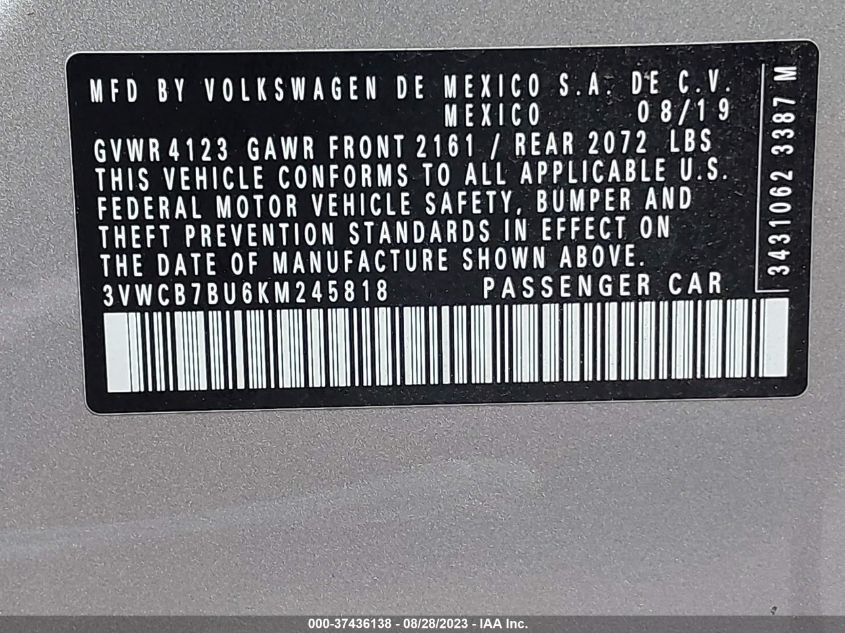 MFD BY VOLKSWAGEN DE MEXICO S.A. DE C.V.
MEXICO 08/19
GVWR 4123 GAWR FRONT 2161 / REAR 2072 LBS
THIS VEHICLE CONFORMS TO ALL APPLICABLE U.S.
FEDERAL MOTOR VEHICLE SAFETY, BUMPER AND
THEFT PREVENTION STANDARDS IN EFFECT ON
THE DATE OF MANUFACTURE SHOWN ABOVE.
3VWCB7BU6KM245818 PASSENGER CAR
3431062 3387 M
000-37436138 - 08/28/2023 - IAA Inc.